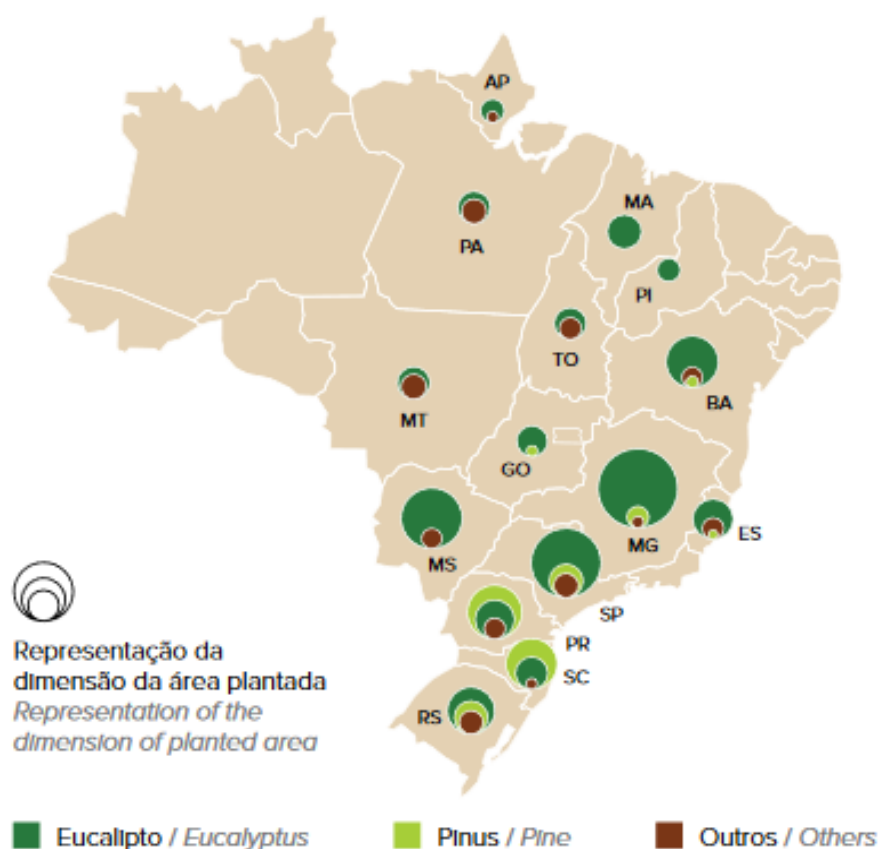 AP
MA
PA
PI
TO
BA
MT
GO
MG
ES
MS
SP
PR
SC
RS
Representação da
dimensão da área plantada
Representation of the
dimension of planted area
Eucalipto / Eucalyptus
Pinus / Pine
Outros / Others